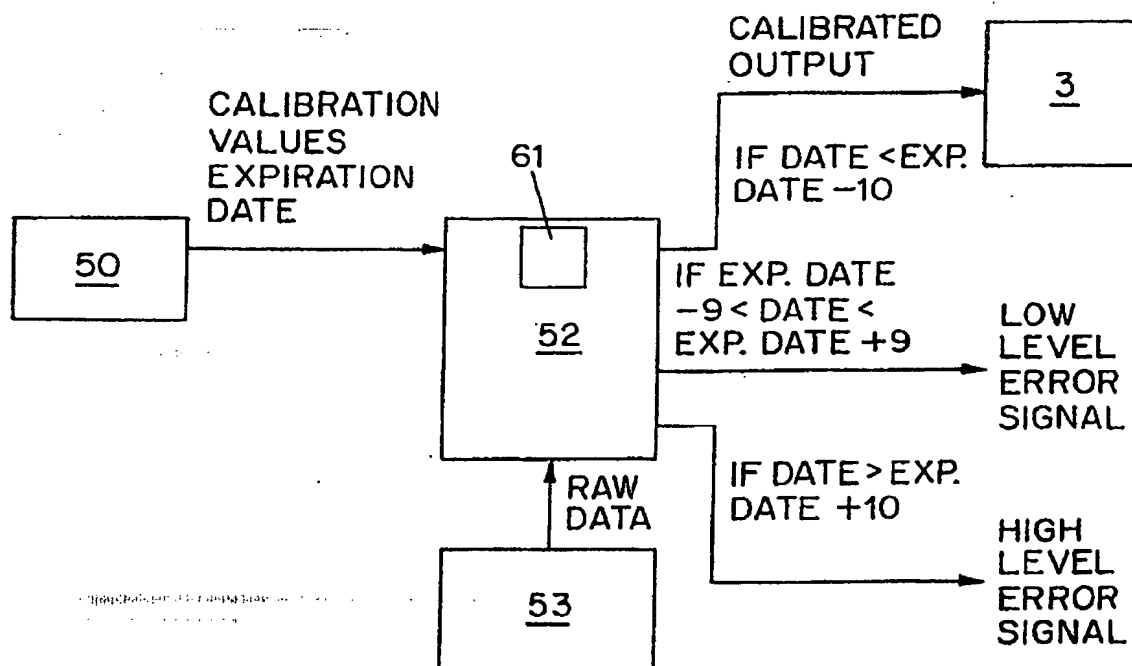 CALIBRATION
VALUES
EXPIRATION
DATE
50
61
52
RAW
DATA
53
CALIBRATED
OUTPUT
3
IF DATE < EXP.
DATE -10
IF EXP. DATE
-9 < DATE <
EXP. DATE +9
LOW
LEVEL
ERROR
SIGNAL
IF DATE > EXP.
DATE +10
HIGH
LEVEL
ERROR
SIGNAL